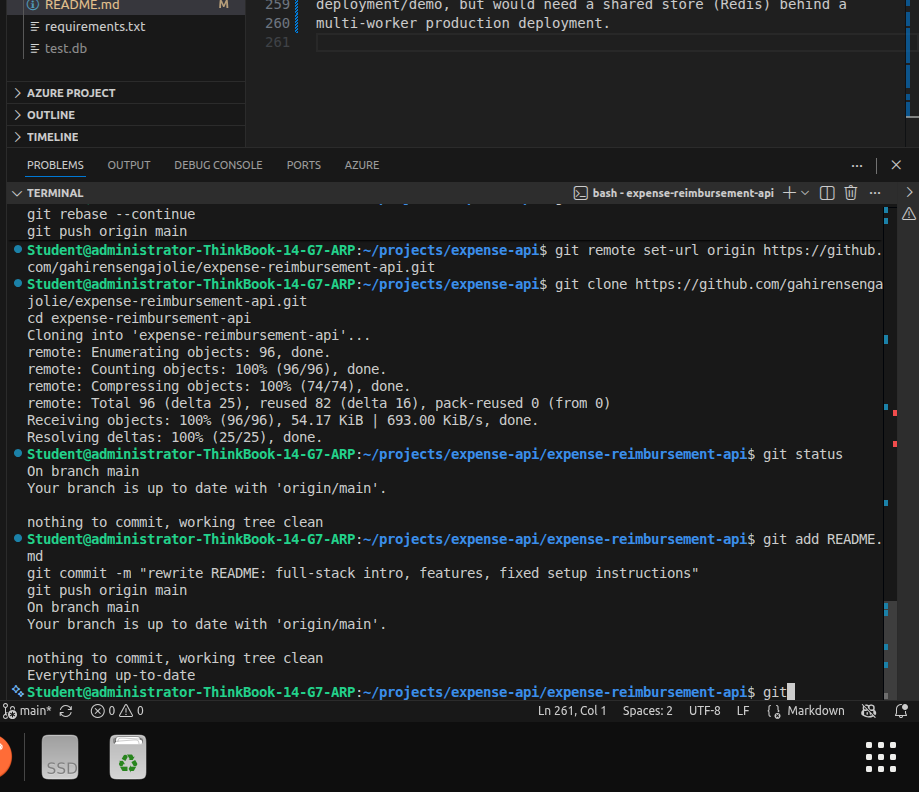 README.md M
requirements.txt
test.db
AZURE PROJECT
OUTLINE
TIMELINE
259 deployment/demo, but would need a shared store (Redis) behind a
260 multi-worker production deployment.
261
PROBLEMS OUTPUT DEBUG CONSOLE PORTS AZURE
TERMINAL bash - expense-reimbursement-api
git rebase --continue
git push origin main
Student@administrator-ThinkBook-14-G7-ARP:~/projects/expense-api$ git remote set-url origin https://github.
com/gahirensengajolie/expense-reimbursement-api.git
Student@administrator-ThinkBook-14-G7-ARP:~/projects/expense-api$ git clone https://github.com/gahirensenga
jolie/expense-reimbursement-api.git
cd expense-reimbursement-api
Cloning into 'expense-reimbursement-api'...
remote: Enumerating objects: 96, done.
remote: Counting objects: 100% (96/96), done.
remote: Compressing objects: 100% (74/74), done.
remote: Total 96 (delta 25), reused 82 (delta 16), pack-reused 0 (from 0)
Receiving objects: 100% (96/96), 54.17 KiB | 693.00 KiB/s, done.
Resolving deltas: 100% (25/25), done.
Student@administrator-ThinkBook-14-G7-ARP:~/projects/expense-api/expense-reimbursement-api$ git status
On branch main
Your branch is up to date with 'origin/main'.
nothing to commit, working tree clean
Student@administrator-ThinkBook-14-G7-ARP:~/projects/expense-api/expense-reimbursement-api$ git add README.
md
git commit -m "rewrite README: full-stack intro, features, fixed setup instructions"
git push origin main
On branch main
Your branch is up to date with 'origin/main'.
nothing to commit, working tree clean
Everything up-to-date
Student@administrator-ThinkBook-14-G7-ARP:~/projects/expense-api/expense-reimbursement-api$ git
main* 0 0 Ln 261, Col 1 Spaces: 2 UTF-8 LF Markdown
SSD